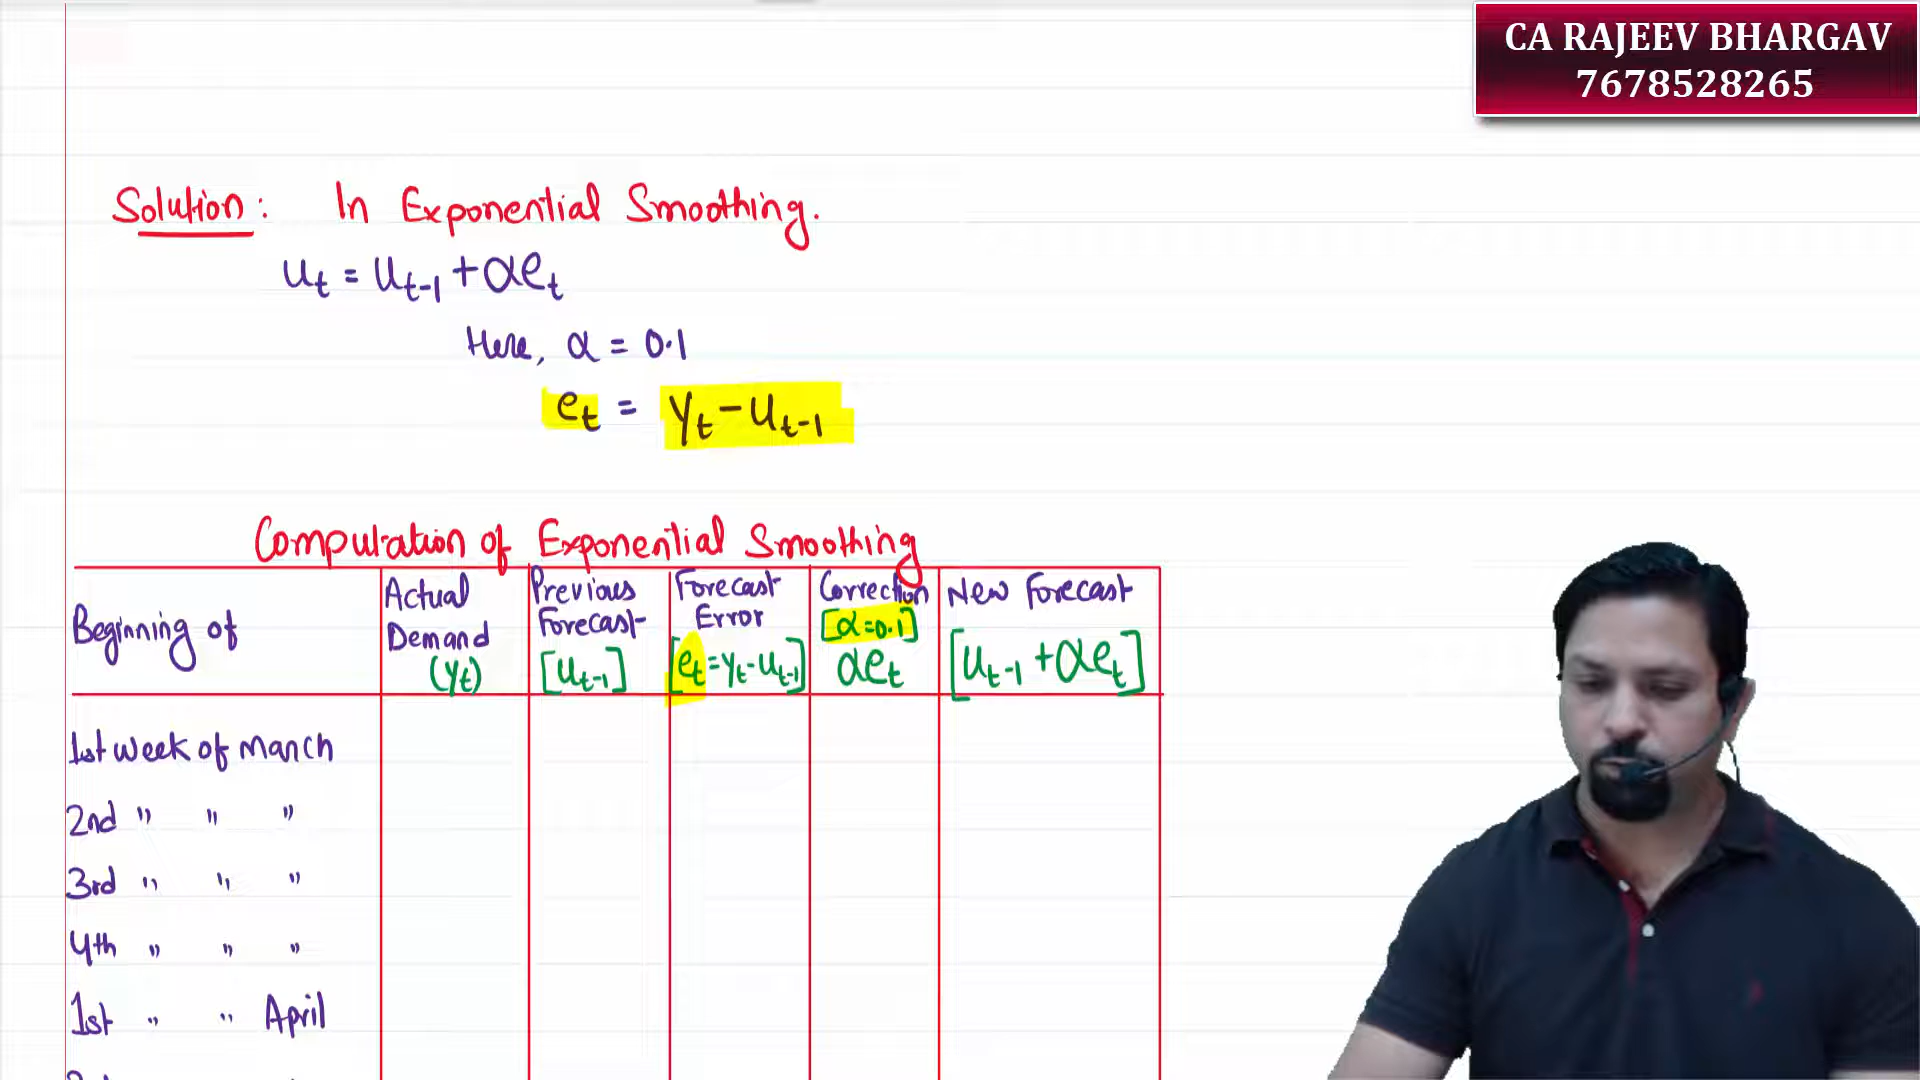 CA RAJEEV BHARGAV
7678528265
Solution: In Exponential Smoothing.
ut = ut-1 + αet
Here, α = 0.1
et = yt - ut-1
Computation of Exponential Smoothing
Beginning of
Actual Demand (yt)
Previous Forecast [ut-1]
Forecast Error [et = yt - ut-1]
Correction [α = 0.1] αet
New Forecast [ut-1 + αet]
1st week of March
2nd " " "
3rd " " "
4th " " "
1st " " April